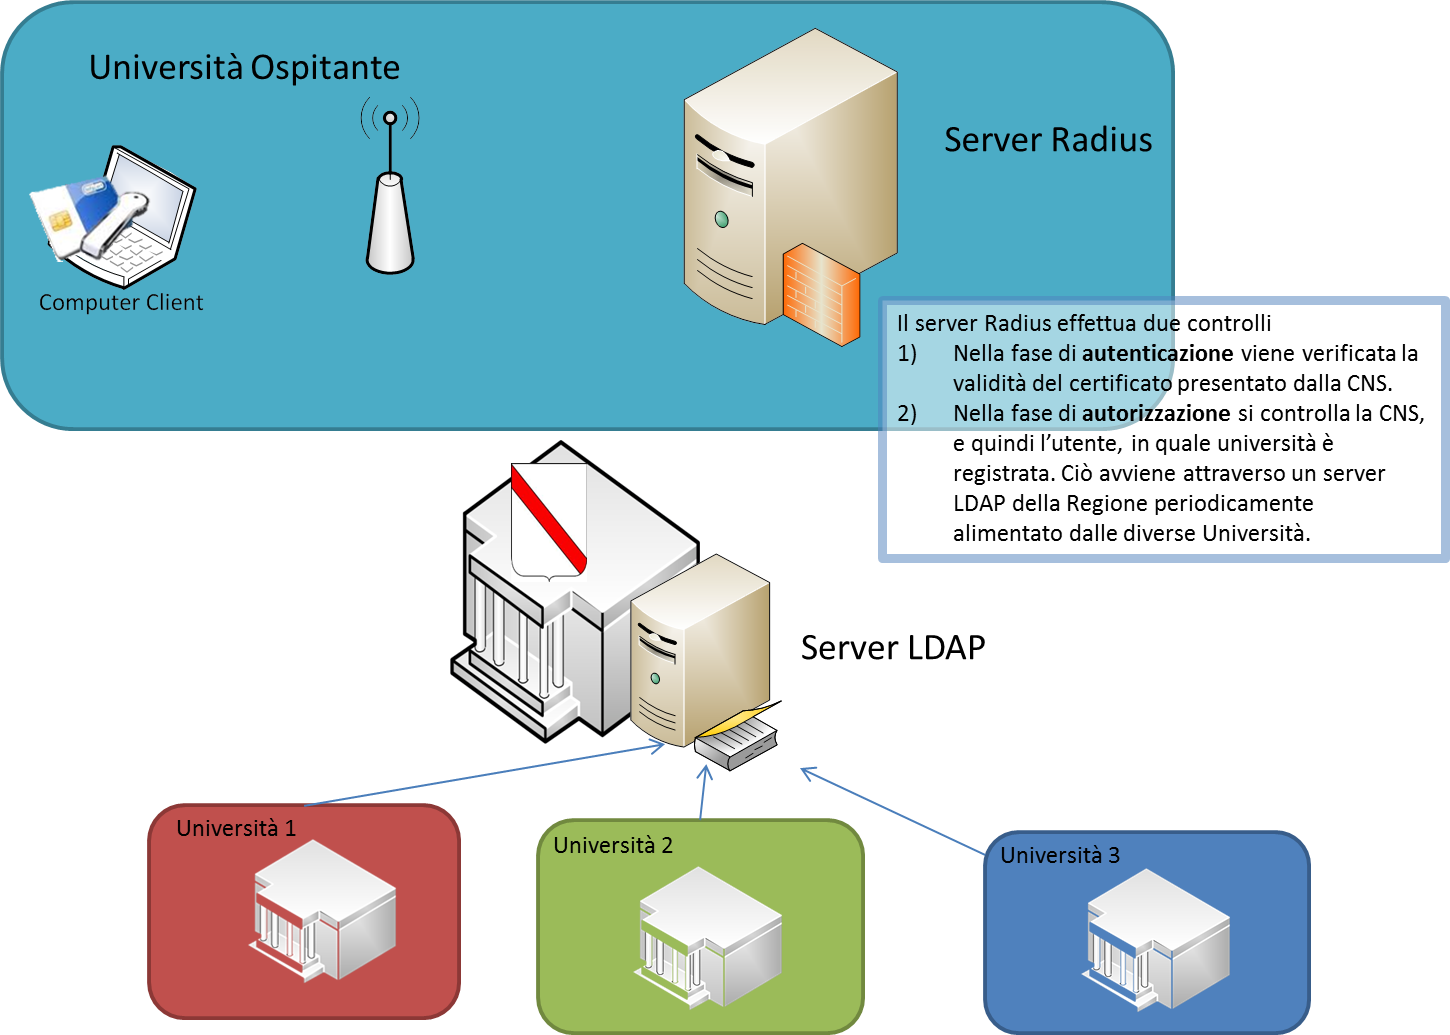 Università Ospitante
Server Radius
Computer Client
Il server Radius effettua due controlli
1) Nella fase di autenticazione viene verificata la
validità del certificato presentato dalla CNS.
2) Nella fase di autorizzazione si controlla la CNS,
e quindi l'utente, in quale università è
registrata. Ciò avviene attraverso un server
LDAP della Regione periodicamente
alimentato dalle diverse Università.
Server LDAP
Università 1
Università 2
Università 3